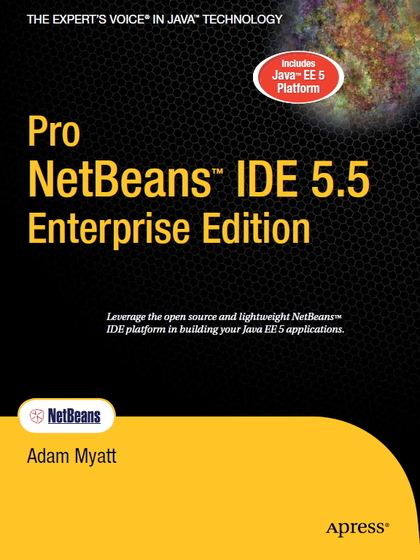 THE EXPERT'S VOICE® IN JAVA™ TECHNOLOGY
Includes
Java™ EE 5
Platform
Pro
NetBeans™ IDE 5.5
Enterprise Edition
Leverage the open source and lightweight NetBeans™
IDE platform in building your Java EE 5 applications.
NetBeans
Adam Myatt
Apress®